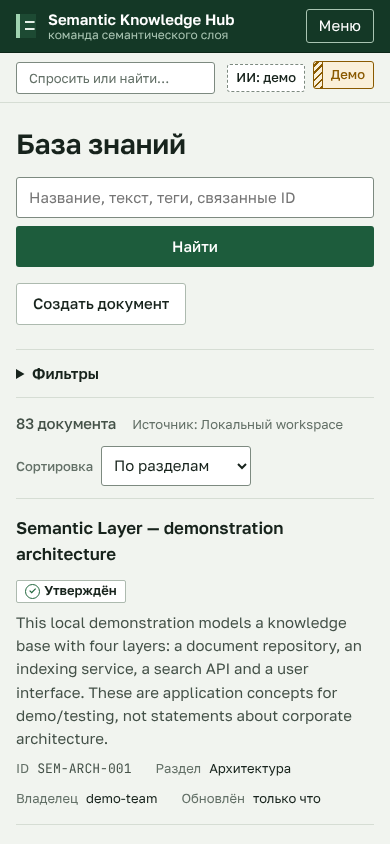 Semantic Knowledge Hub
команда семантического слоя
Меню
Спросить или найти...
ИИ: демо
Демо
База знаний
Название, текст, теги, связанные ID
Найти
Создать документ
Фильтры
83 документа Источник: Локальный workspace
Сортировка По разделам
Semantic Layer — demonstration
architecture
Утверждён
This local demonstration models a knowledge
base with four layers: a document repository, an
indexing service, a search API and a user
interface. These are application concepts for
demo/testing, not statements about corporate
architecture.
ID SEM-ARCH-001 Раздел Архитектура
Владелец demo-team Обновлён только что